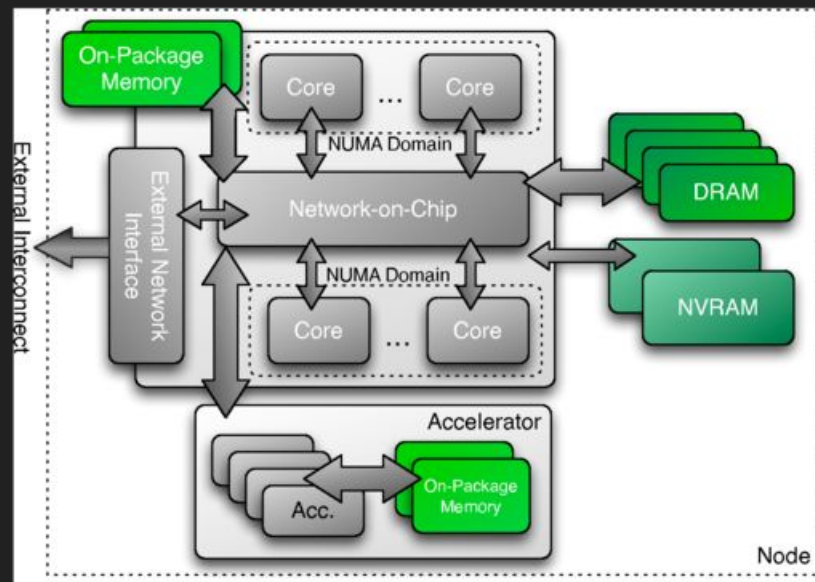 On-Package
Memory
Core
...
Core
NUMA Domain
External Interconnect
External Network
Interface
Network-on-Chip
DRAM
NVRAM
NUMA Domain
Core
...
Core
Accelerator
Acc.
On-Package
Memory
Node